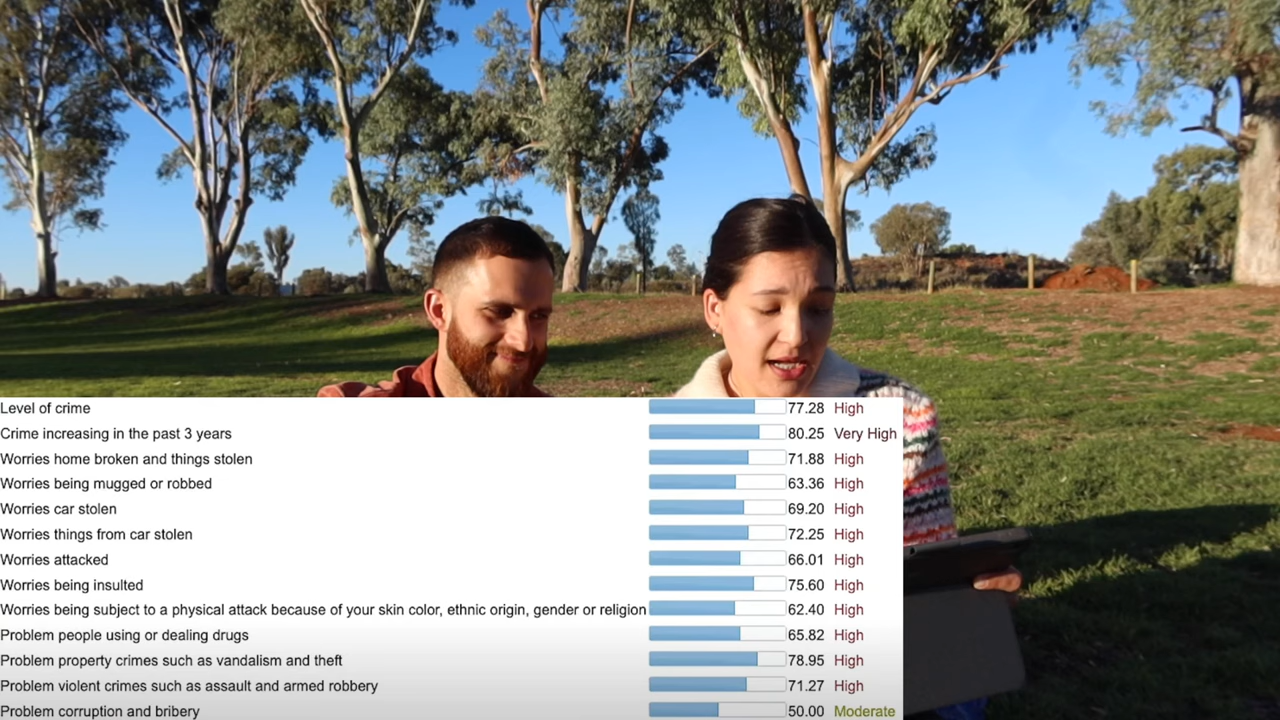 Level of crime 77.28 High
Crime increasing in the past 3 years 80.25 Very High
Worries home broken and things stolen 71.88 High
Worries being mugged or robbed 63.36 High
Worries car stolen 69.20 High
Worries things from car stolen 72.25 High
Worries attacked 66.01 High
Worries being insulted 75.60 High
Worries being subject to a physical attack because of your skin color, ethnic origin, gender or religion 62.40 High
Problem people using or dealing drugs 65.82 High
Problem property crimes such as vandalism and theft 78.95 High
Problem violent crimes such as assault and armed robbery 71.27 High
Problem corruption and bribery 50.00 Moderate